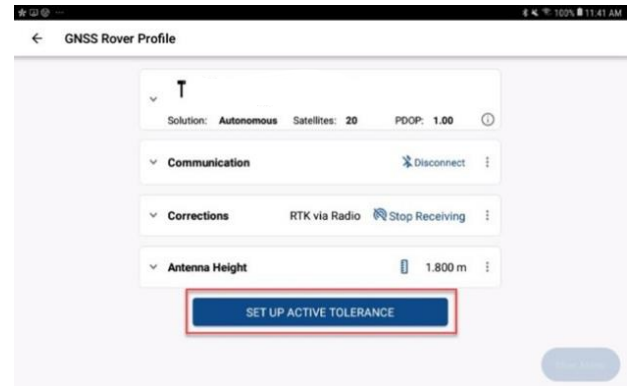 100% 11:41 AM
GNSS Rover Profile
Solution: Autonomous Satellites: 20 PDOP: 1.00
Communication Disconnect
Corrections RTK via Radio Stop Receiving
Antenna Height 1.800 m
SET UP ACTIVE TOLERANCE